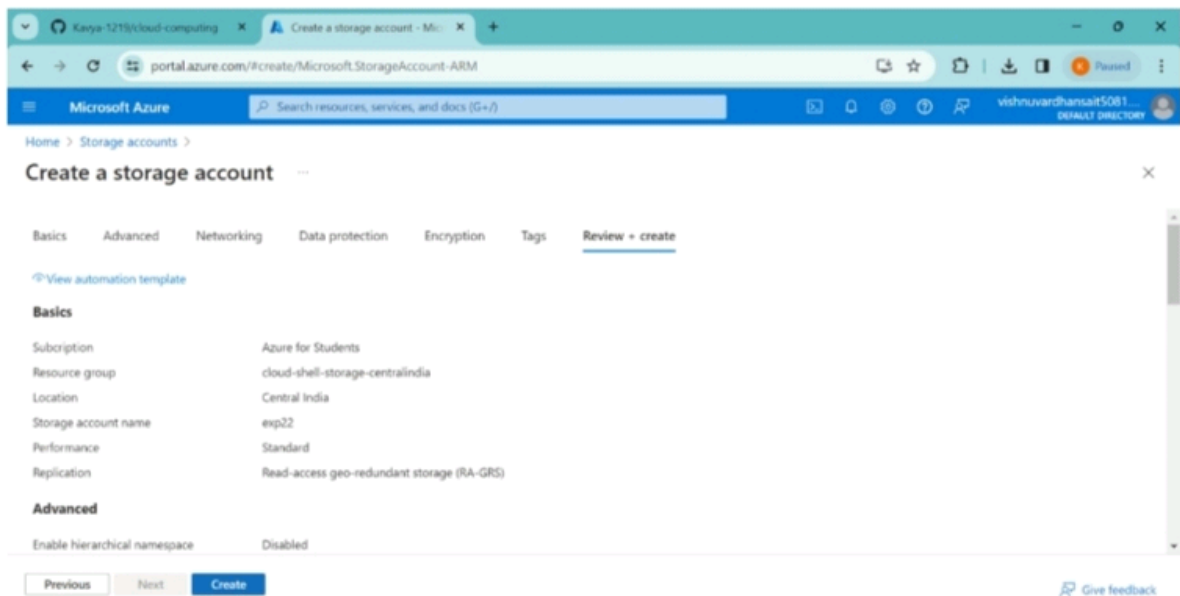 Kavya-1219/cloud-computing
Create a storage account - Mic
portal.azure.com/#create/Microsoft.StorageAccount-ARM
K Paused
Microsoft Azure
Search resources, services, and docs (G+/)
vishnuvardhansait5081...
DEFAULT DIRECTORY
Home > Storage accounts >
Create a storage account ...
Basics Advanced Networking Data protection Encryption Tags Review + create
View automation template
Basics
Subcription Azure for Students
Resource group cloud-shell-storage-centralindia
Location Central India
Storage account name exp22
Performance Standard
Replication Read-access geo-redundant storage (RA-GRS)
Advanced
Enable hierarchical namespace Disabled
Previous Next Create
Give feedback